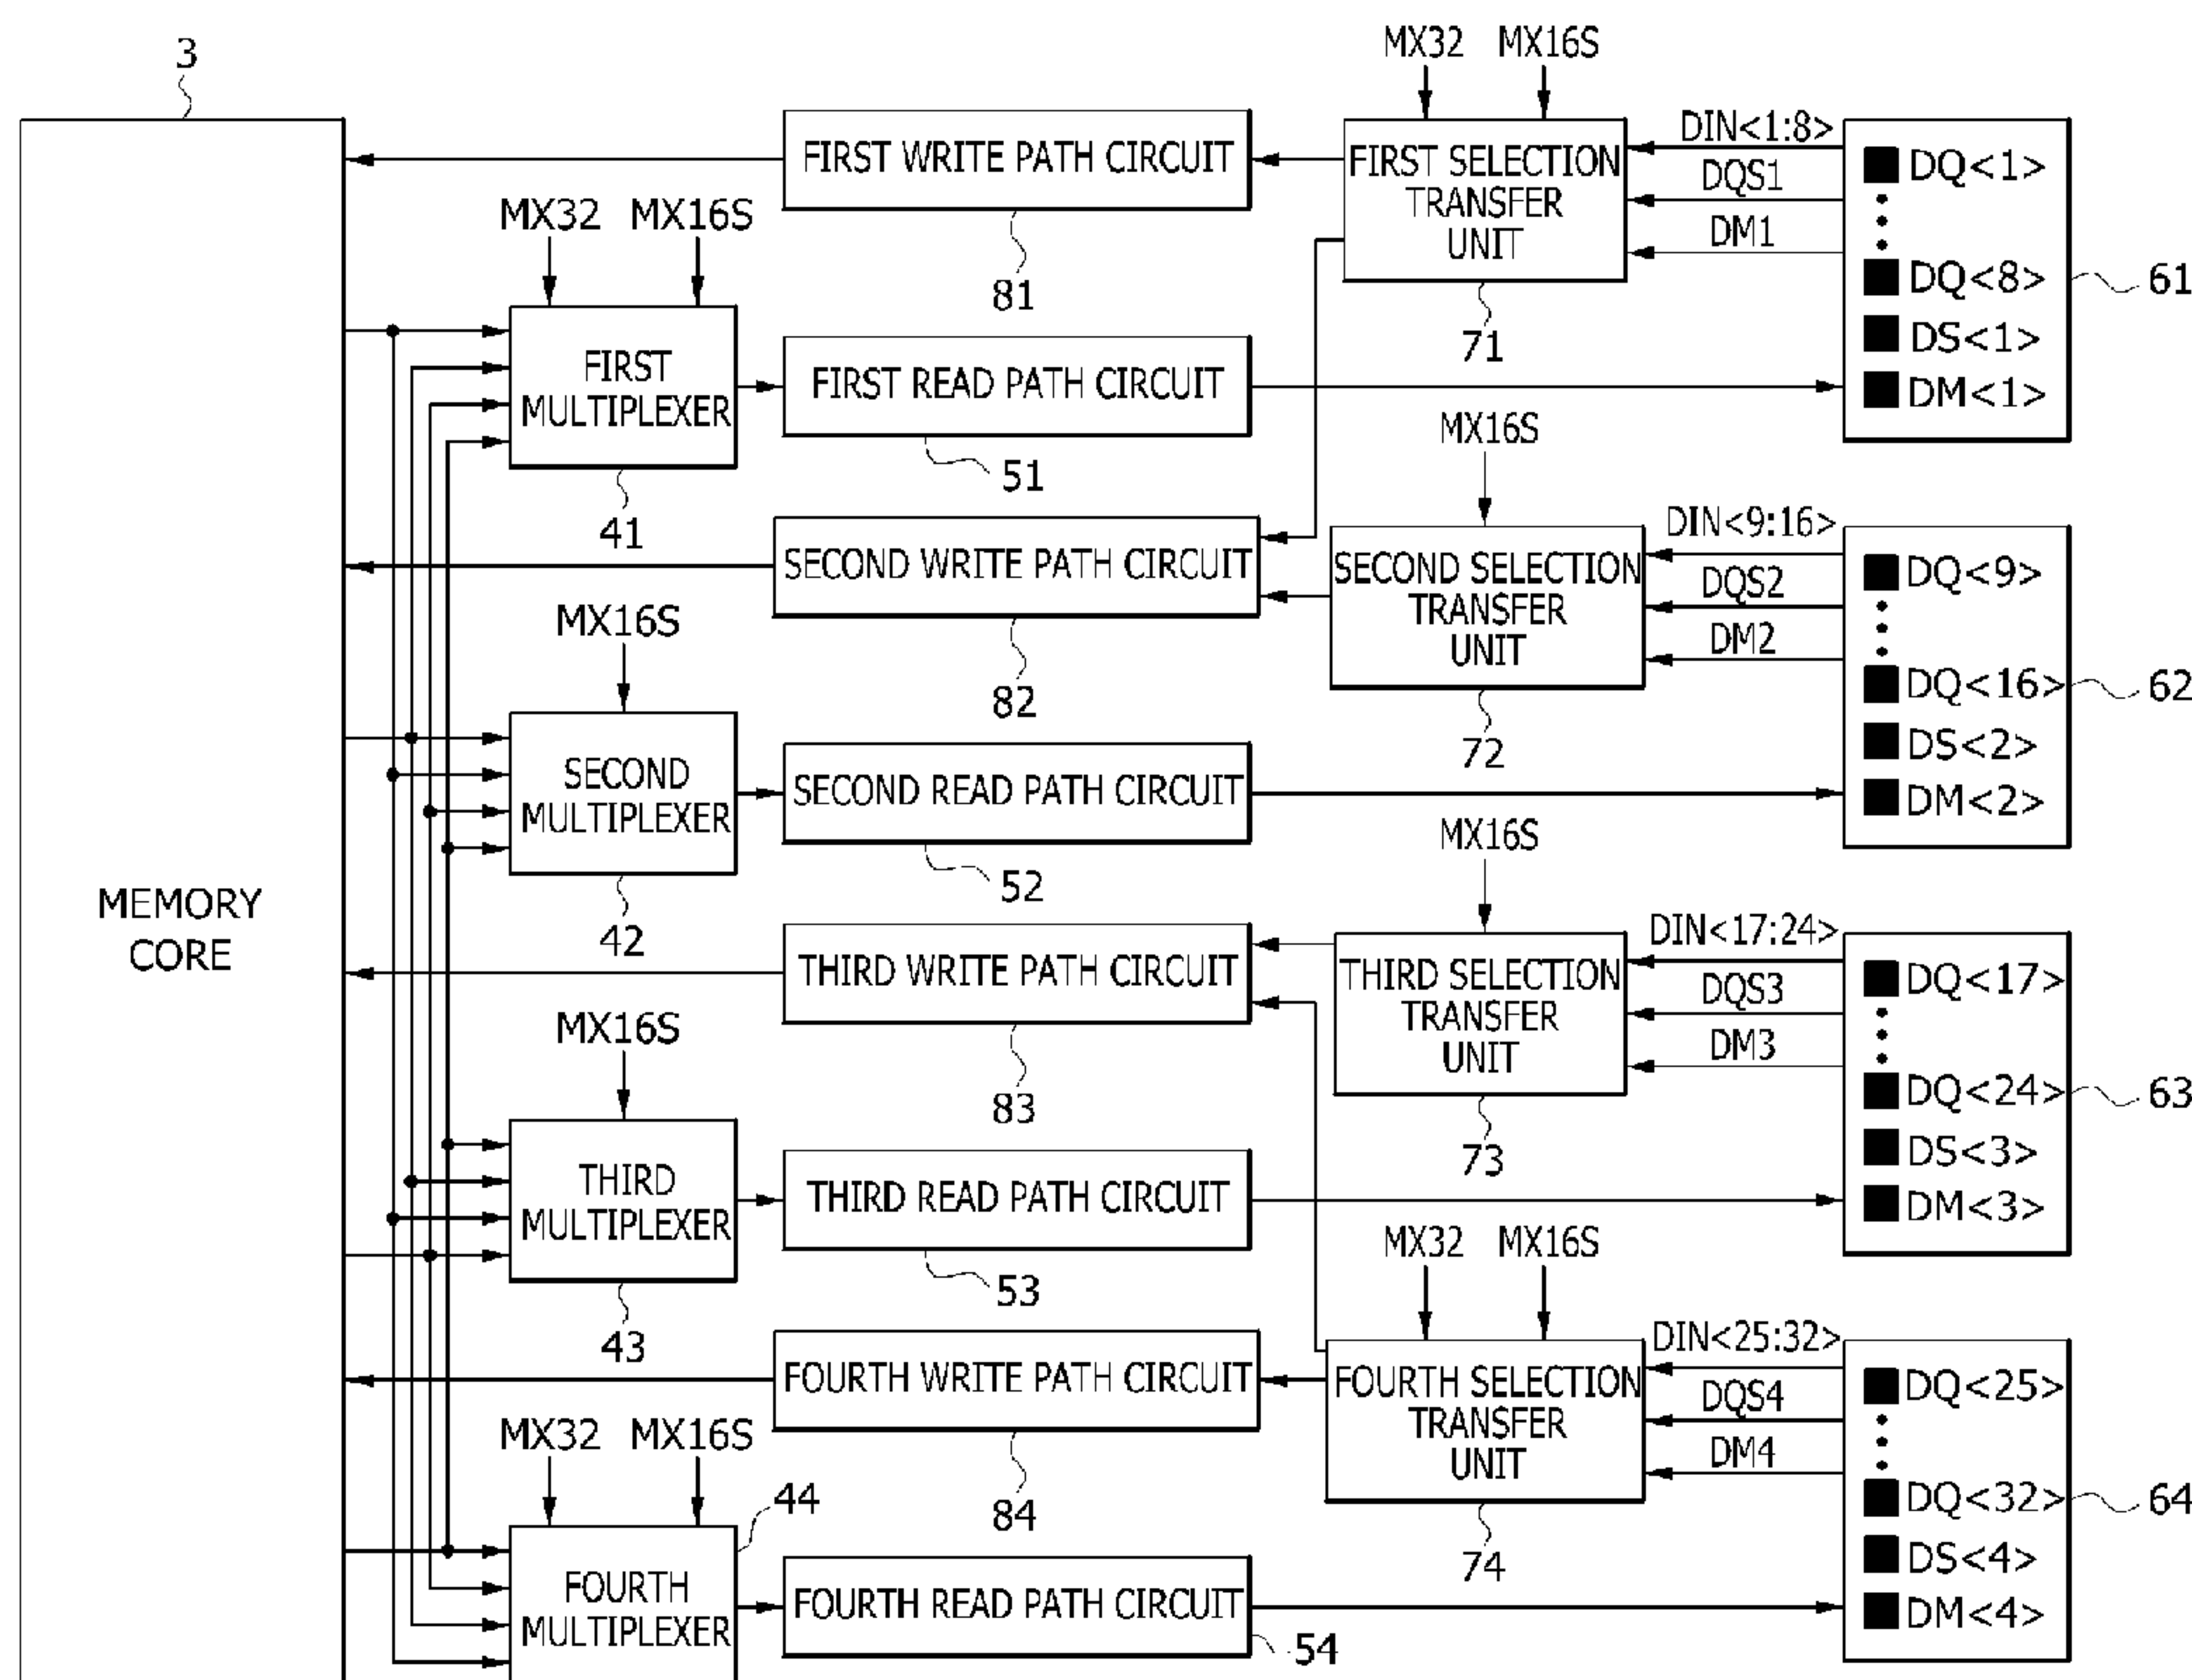 3
MEMORY
CORE
MX32 MX16S
FIRST WRITE PATH CIRCUIT
81
FIRST SELECTION
TRANSFER
UNIT
71
DIN<1:8>
DQS1
DM1
DQ<1>
DQ<8>
DS<1>
DM<1>
61
MX32 MX16S
FIRST
MULTIPLEXER
41
FIRST READ PATH CIRCUIT
51
MX16S
SECOND WRITE PATH CIRCUIT
82
SECOND SELECTION
TRANSFER
UNIT
72
DIN<9:16>
DQS2
DM2
DQ<9>
DQ<16>
DS<2>
DM<2>
62
MX16S
SECOND
MULTIPLEXER
42
SECOND READ PATH CIRCUIT
52
MX16S
THIRD WRITE PATH CIRCUIT
83
THIRD SELECTION
TRANSFER
UNIT
73
DIN<17:24>
DQS3
DM3
DQ<17>
DQ<24>
DS<3>
DM<3>
63
MX16S
THIRD
MULTIPLEXER
43
THIRD READ PATH CIRCUIT
53
MX32 MX16S
FOURTH WRITE PATH CIRCUIT
84
FOURTH SELECTION
TRANSFER
UNIT
74
DIN<25:32>
DQS4
DM4
DQ<25>
DQ<32>
DS<4>
DM<4>
64
MX32 MX16S
44
FOURTH
MULTIPLEXER
FOURTH READ PATH CIRCUIT
54